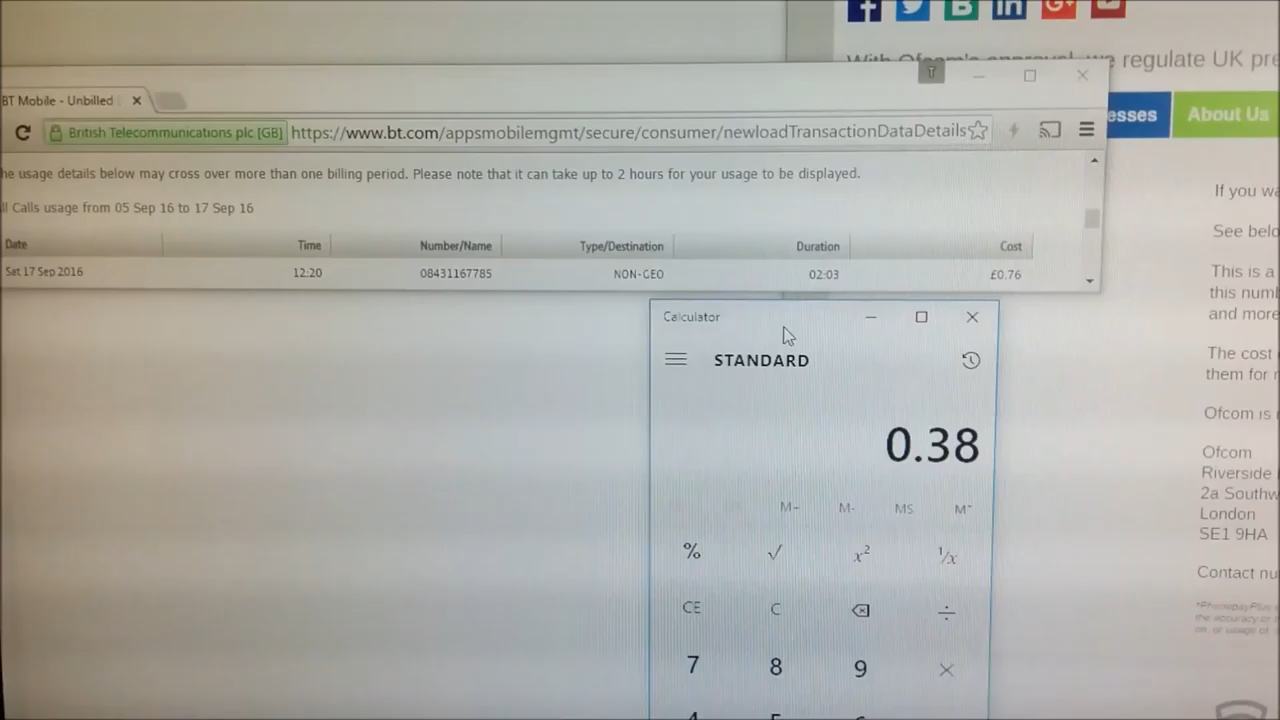 regulate UK pre
BT Mobile - Unbilled
British Telecommunications plc [GB] https://www.bt.com/appsmobilemgmt/secure/consumer/newloadTransactionDataDetails
esses About Us
he usage details below may cross over more than one billing period. Please note that it can take up to 2 hours for your usage to be displayed.
ll Calls usage from 05 Sep 16 to 17 Sep 16
Date Time Number/Name Type/Destination Duration Cost
Sat 17 Sep 2016 12:20 08431167785 NON-GEO 02:03 £0.76
If you wa
See belo
This is a
this numb
and more
The cost
them for
Ofcom is
Ofcom
Riverside
2a Southw
London
SE1 9HA
Contact nu
Calculator
STANDARD
0.38
MS
% √ x² ¹/x
CE C ÷
7 8 9 ×